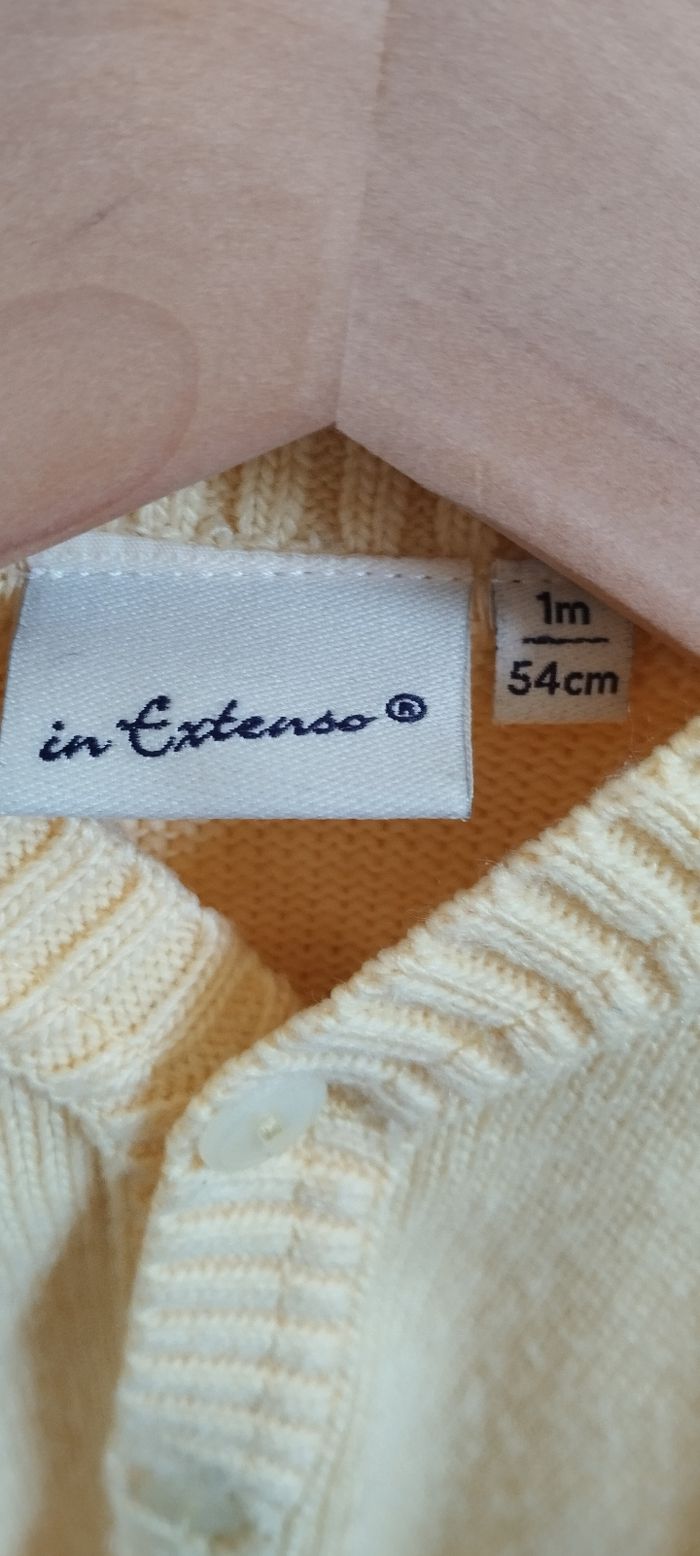 in Extenso ®
1m
54cm